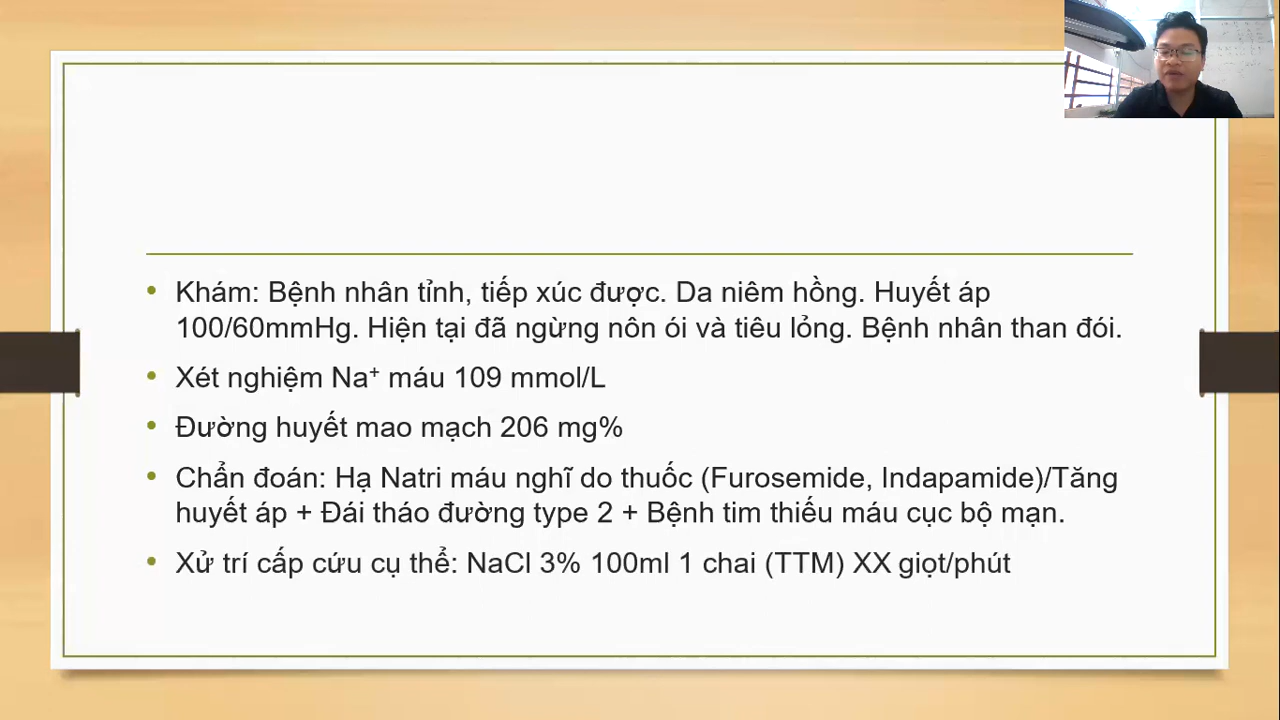 • Khám: Bệnh nhân tỉnh, tiếp xúc được. Da niêm hồng. Huyết áp
100/60mmHg. Hiện tại đã ngừng nôn ói và tiêu lỏng. Bệnh nhân than đói.
• Xét nghiệm Na⁺ máu 109 mmol/L
• Đường huyết mao mạch 206 mg%
• Chẩn đoán: Hạ Natri máu nghĩ do thuốc (Furosemide, Indapamide)/Tăng
huyết áp + Đái tháo đường type 2 + Bệnh tim thiếu máu cục bộ mạn.
• Xử trí cấp cứu cụ thể: NaCl 3% 100ml 1 chai (TTM) XX giọt/phút